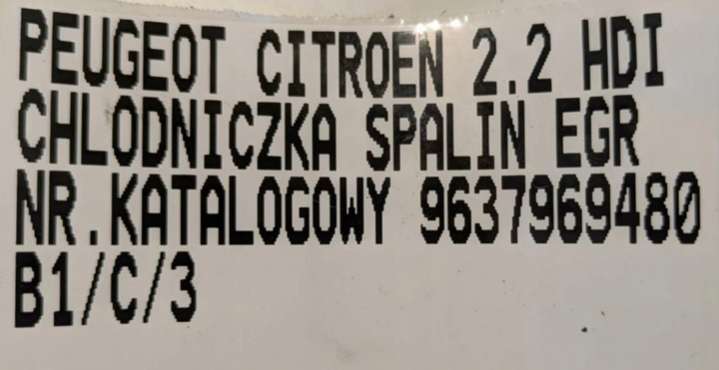 PEUGEOT CITROEN 2.2 HDI
CHLODNICZKA SPALIN EGR
NR.KATALOGOWY 9637969480
B1/C/3